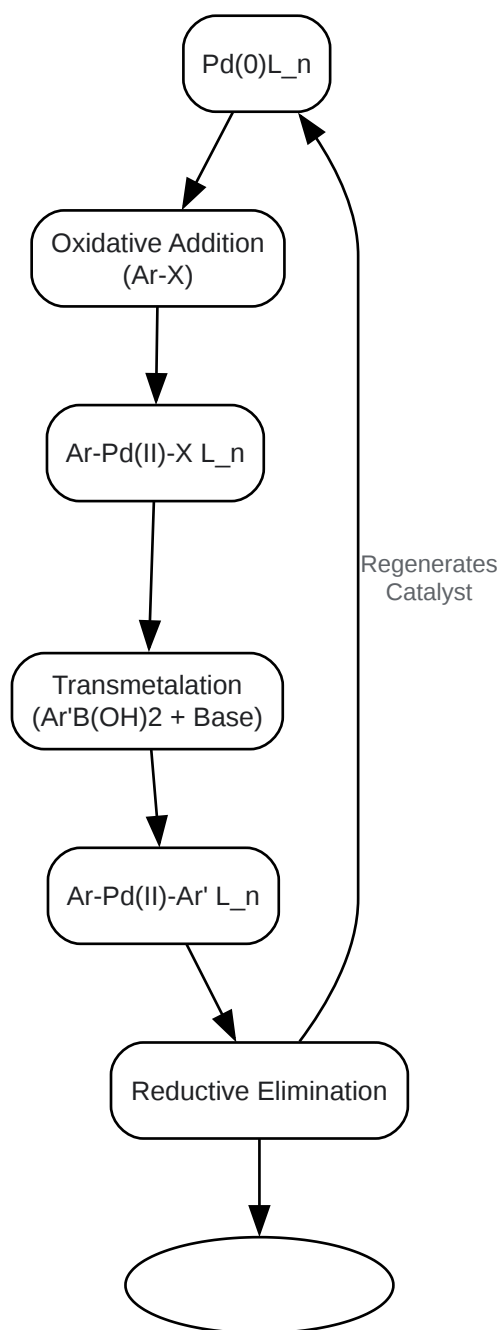 Pd(0)L_n
Oxidative Addition
(Ar-X)
Ar-Pd(II)-X L_n
Regenerates
Catalyst
Transmetalation
(Ar'B(OH)2 + Base)
Ar-Pd(II)-Ar' L_n
Reductive Elimination